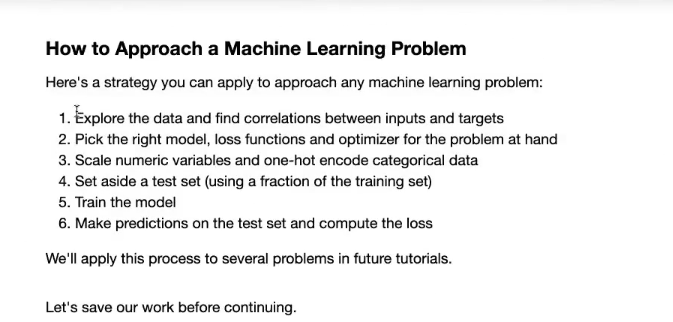 How to Approach a Machine Learning Problem
Here's a strategy you can apply to approach any machine learning problem:
1. Explore the data and find correlations between inputs and targets
2. Pick the right model, loss functions and optimizer for the problem at hand
3. Scale numeric variables and one-hot encode categorical data
4. Set aside a test set (using a fraction of the training set)
5. Train the model
6. Make predictions on the test set and compute the loss
We'll apply this process to several problems in future tutorials.
Let's save our work before continuing.